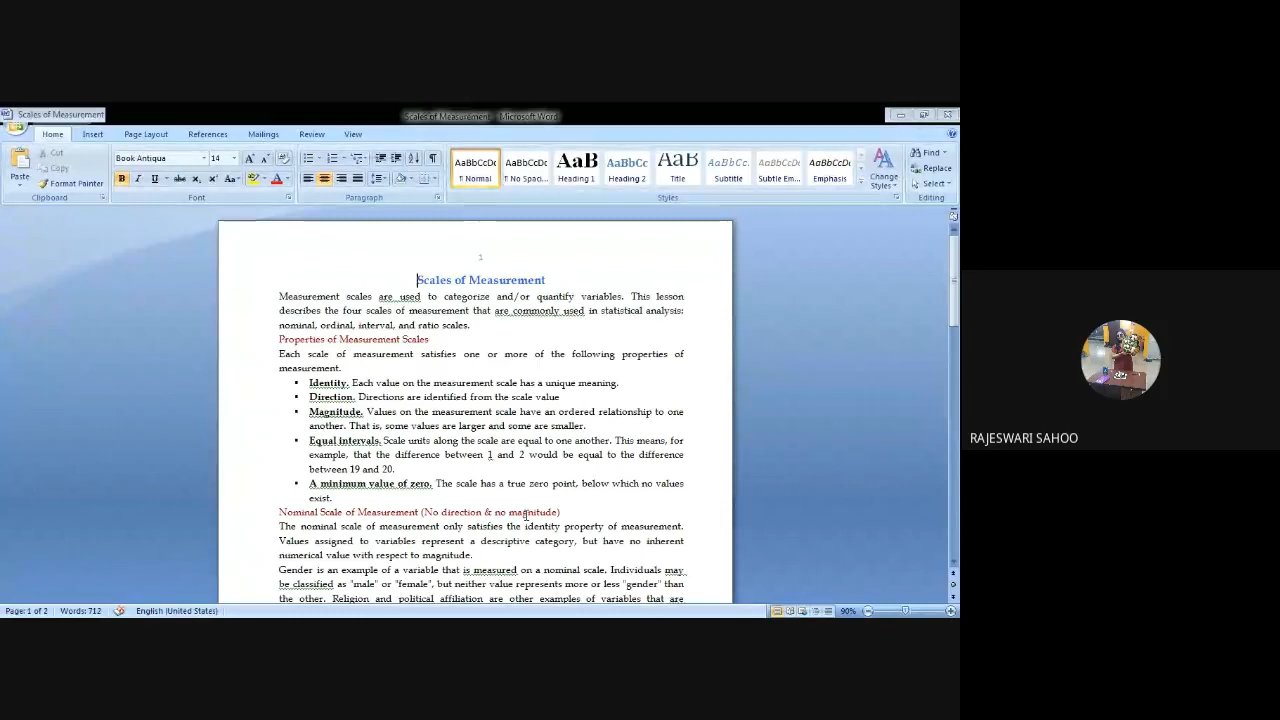 Scales of Measurement
Scales of Measurement - Microsoft Word
Home Insert Page Layout References Mailings Review View
Paste
Cut
Copy
Format Painter
Clipboard
Book Antiqua 14
B I U abc x₂ x² Aa
Font
Paragraph
AaBbCcDc AaBbCcDc AaB AaBbCc AaB AaBbCc. AaBbCcDc AaBbCcDc
¶ Normal ¶ No Spaci... Heading 1 Heading 2 Title Subtitle Subtle Em... Emphasis
Change Styles
Styles
Find
Replace
Select
Editing
1
Scales of Measurement
Measurement scales are used to categorize and/or quantify variables. This lesson
describes the four scales of measurement that are commonly used in statistical analysis:
nominal, ordinal, interval, and ratio scales.
Properties of Measurement Scales
Each scale of measurement satisfies one or more of the following properties of
measurement.
▪ Identity. Each value on the measurement scale has a unique meaning.
▪ Direction. Directions are identified from the scale value
▪ Magnitude. Values on the measurement scale have an ordered relationship to one
another. That is, some values are larger and some are smaller.
▪ Equal intervals. Scale units along the scale are equal to one another. This means, for
example, that the difference between 1 and 2 would be equal to the difference
between 19 and 20.
▪ A minimum value of zero. The scale has a true zero point, below which no values
exist.
Nominal Scale of Measurement (No direction & no magnitude)
The nominal scale of measurement only satisfies the identity property of measurement.
Values assigned to variables represent a descriptive category, but have no inherent
numerical value with respect to magnitude.
Gender is an example of a variable that is measured on a nominal scale. Individuals may
be classified as "male" or "female", but neither value represents more or less "gender" than
the other. Religion and political affiliation are other examples of variables that are
Page: 1 of 2 Words: 712 English (United States) 90%
RAJESWARI SAHOO